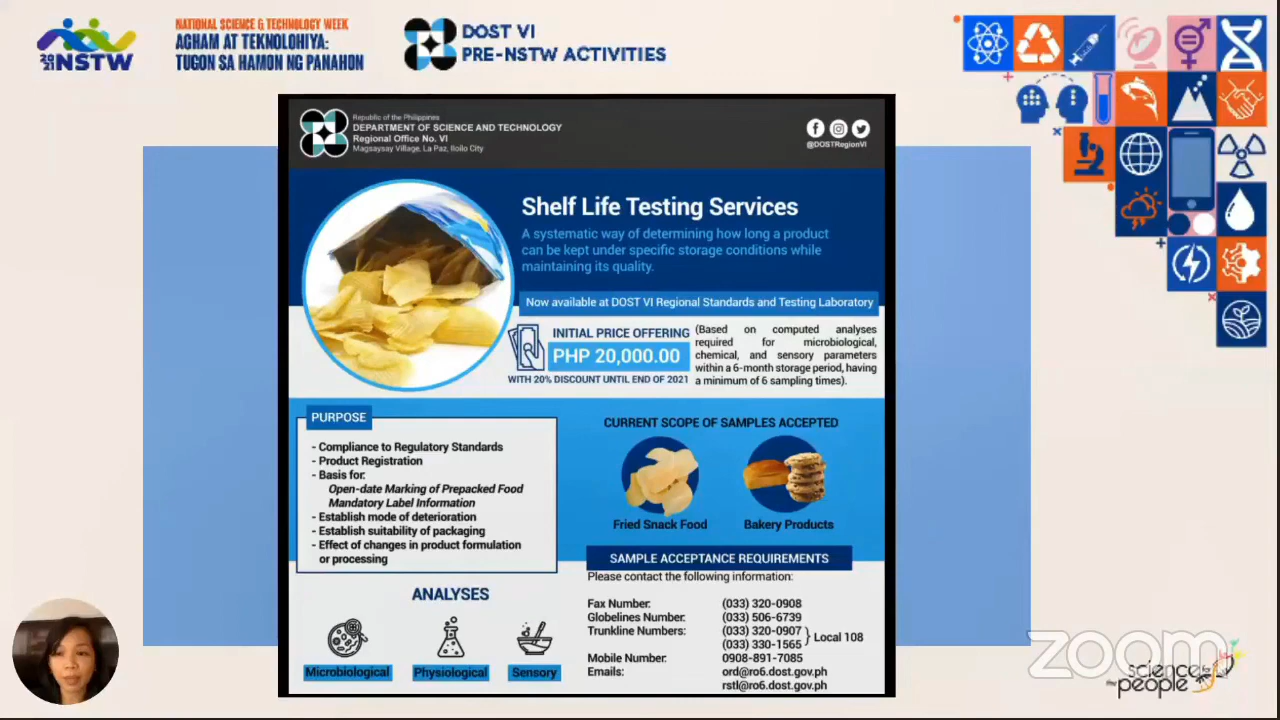 2021 NSTW
NATIONAL SCIENCE & TECHNOLOGY WEEK
AGHAM AT TEKNOLOHIYA:
TUGON SA HAMON NG PANAHON
DOST VI
PRE-NSTW ACTIVITIES
Republic of the Philippines
DEPARTMENT OF SCIENCE AND TECHNOLOGY
Regional Office No. VI
Magsaysay Village, La Paz, Iloilo City
@DOSTRegionVI
Shelf Life Testing Services
A systematic way of determining how long a product
can be kept under specific storage conditions while
maintaining its quality.
Now available at DOST VI Regional Standards and Testing Laboratory
INITIAL PRICE OFFERING
PHP 20,000.00
WITH 20% DISCOUNT UNTIL END OF 2021
(Based on computed analyses
required for microbiological,
chemical, and sensory parameters
within a 6-month storage period, having
a minimum of 6 sampling times).
PURPOSE
- Compliance to Regulatory Standards
- Product Registration
- Basis for:
Open-date Marking of Prepacked Food
Mandatory Label Information
- Establish mode of deterioration
- Establish suitability of packaging
- Effect of changes in product formulation
or processing
CURRENT SCOPE OF SAMPLES ACCEPTED
Fried Snack Food
Bakery Products
ANALYSES
Microbiological
Physiological
Sensory
SAMPLE ACCEPTANCE REQUIREMENTS
Please contact the following information:
Fax Number: (033) 320-0908
Globelines Number: (033) 506-6739
Trunkline Numbers: (033) 320-0907
(033) 330-1565 Local 108
Mobile Number: 0908-891-7085
Emails: ord@ro6.dost.gov.ph
rstl@ro6.dost.gov.ph
zoom
science
people